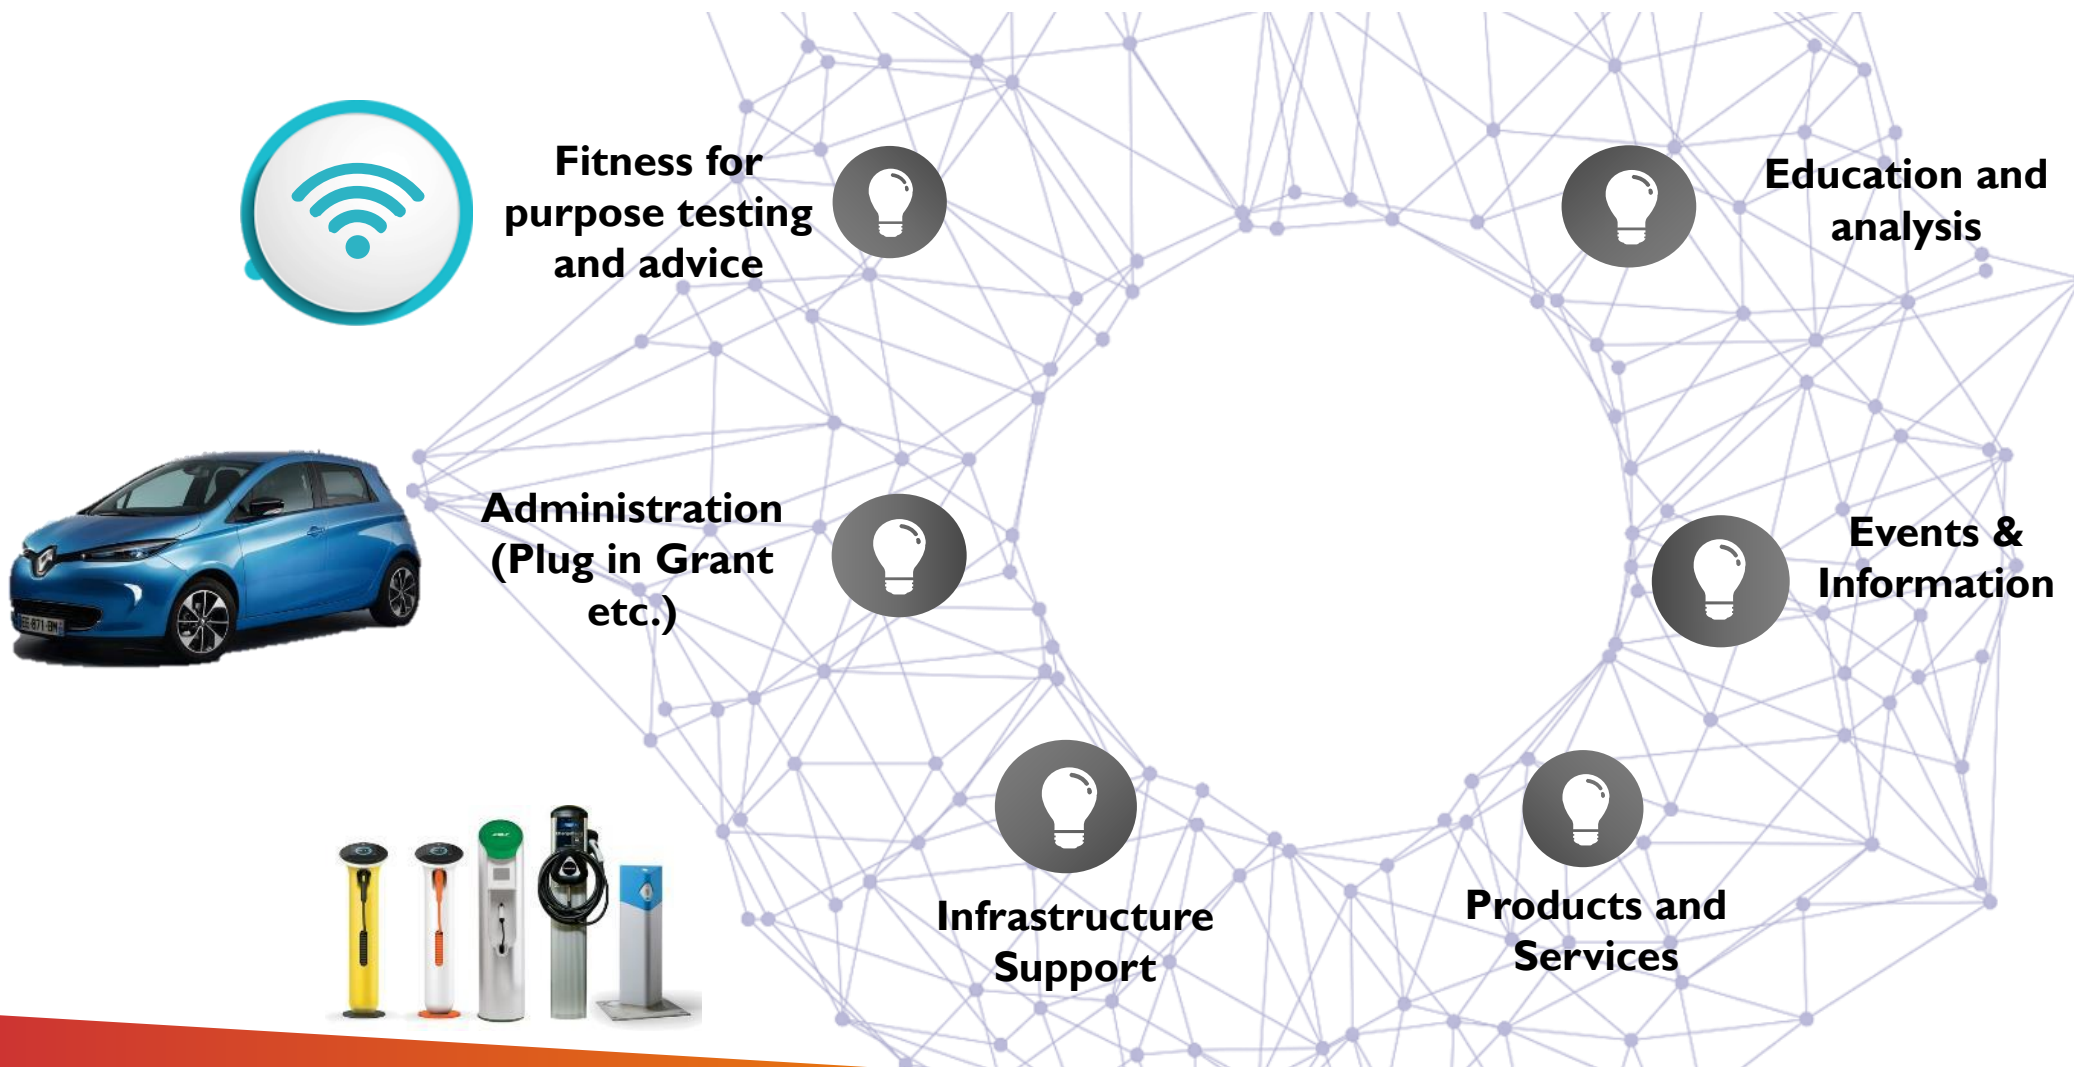 Fitness for
purpose testing
and advice
Education and
analysis
Administration
(Plug in Grant
etc.)
Events &
Information
Infrastructure
Support
Products and
Services